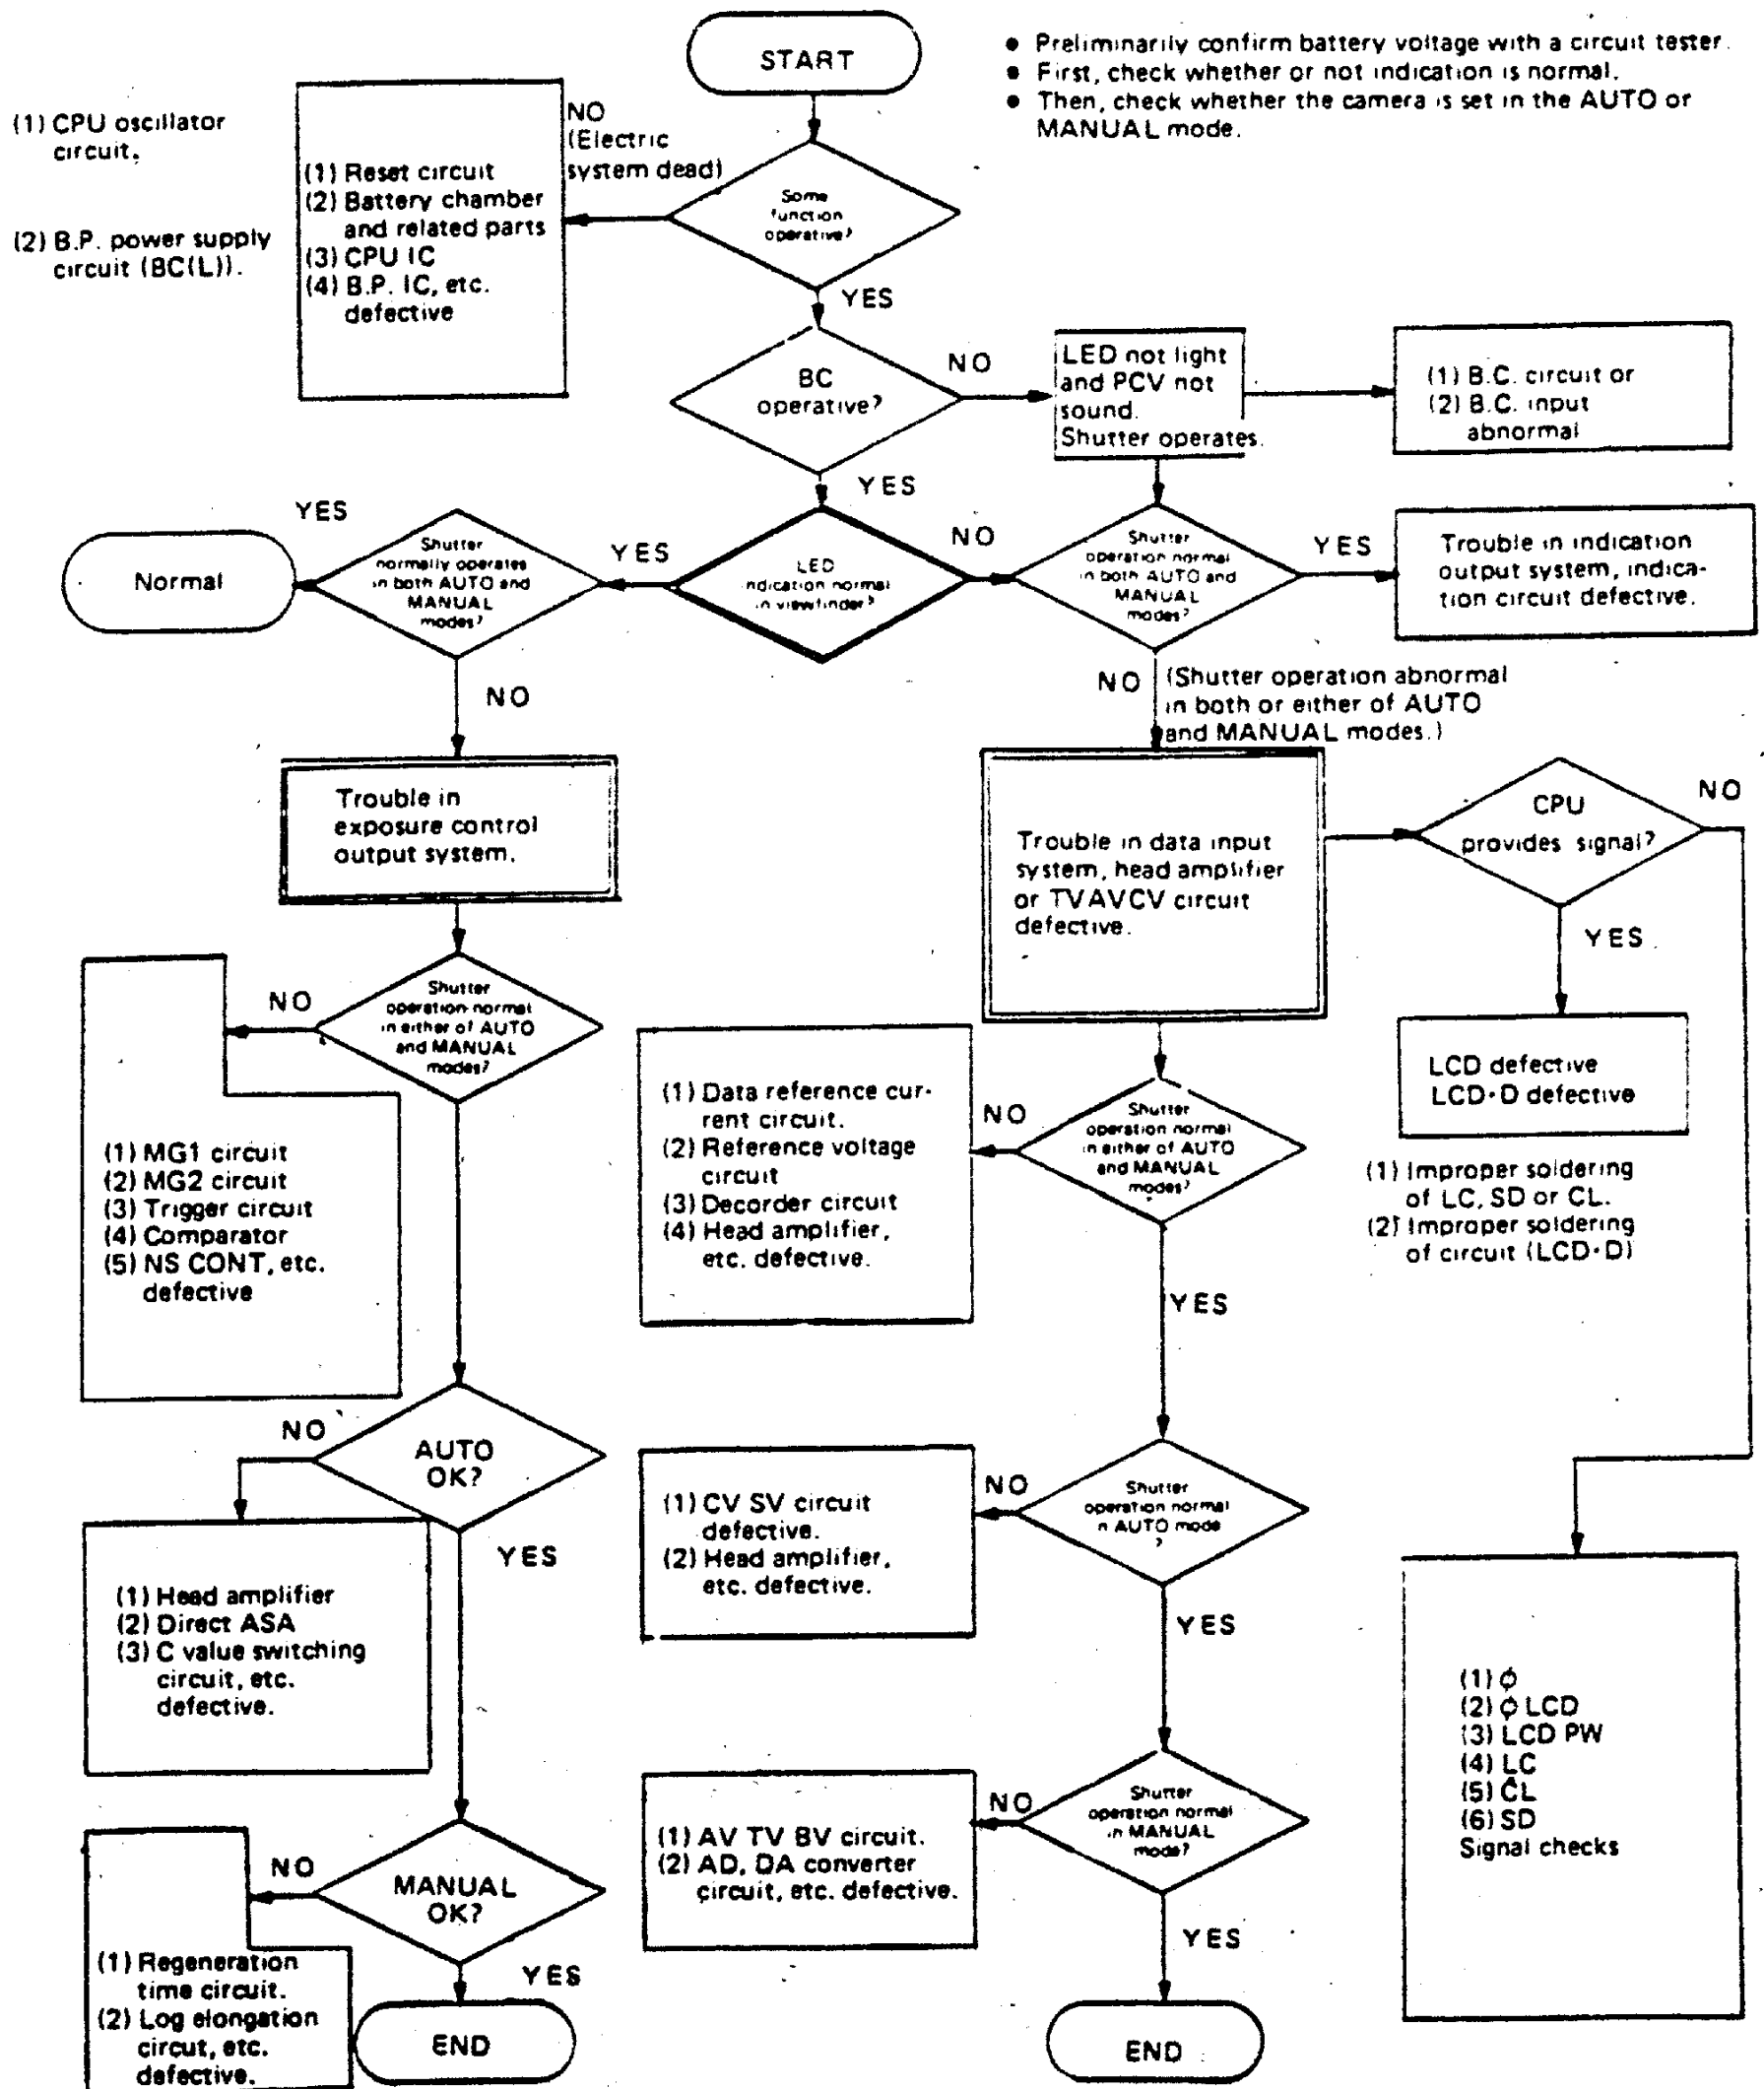 START
● Preliminarily confirm battery voltage with a circuit tester.
● First, check whether or not indication is normal.
● Then, check whether the camera is set in the AUTO or
MANUAL mode.
(1) CPU oscillator
circuit.
(2) B.P. power supply
circuit (BC(L)).
NO
(Electric
system dead)
(1) Reset circuit
(2) Battery chamber
and related parts
(3) CPU IC
(4) B.P. IC, etc.
defective
Some
function
operative?
YES
BC
operative?
NO
LED not light
and PCV not
sound.
Shutter operates.
(1) B.C. circuit or
(2) B.C. input
abnormal
YES
YES
Normal
Shutter
normally operates
in both AUTO and
MANUAL
modes?
YES
LED
indication normal
in viewfinder?
NO
Shutter
operation normal
in both AUTO and
MANUAL
modes?
YES
Trouble in indication
output system, indica-
tion circuit defective.
NO
NO
(Shutter operation abnormal
in both or either of AUTO
and MANUAL modes.)
Trouble in
exposure control
output system.
Trouble in data input
system, head amplifier
or TVAVCV circuit
defective.
CPU
provides signal?
NO
YES
Shutter
operation normal
in either of AUTO
and MANUAL
modes?
NO
(1) MG1 circuit
(2) MG2 circuit
(3) Trigger circuit
(4) Comparator
(5) NS CONT, etc.
defective
(1) Data reference cur-
rent circuit.
(2) Reference voltage
circuit
(3) Decorder circuit
(4) Head amplifier,
etc. defective.
NO
Shutter
operation normal
in either of AUTO
and MANUAL
modes?
YES
LCD defective
LCD·D defective
(1) Improper soldering
of LC, SD or CL.
(2) Improper soldering
of circuit (LCD·D)
NO
AUTO
OK?
YES
(1) Head amplifier
(2) Direct ASA
(3) C value switching
circuit, etc.
defective.
(1) CV SV circuit
defective.
(2) Head amplifier,
etc. defective.
NO
Shutter
operation normal
in AUTO mode
?
YES
(1) ϕ
(2) ϕ LCD
(3) LCD PW
(4) LC
(5) CL
(6) SD
Signal checks
NO
MANUAL
OK?
YES
(1) Regeneration
time circuit.
(2) Log elongation
circut, etc.
defective.
END
(1) AV TV BV circuit.
(2) AD, DA converter
circuit, etc. defective.
NO
Shutter
operation normal
in MANUAL
mode?
YES
END